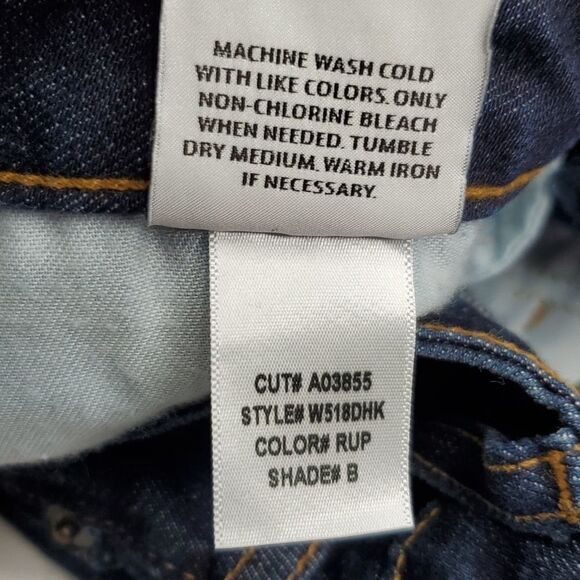 MACHINE WASH COLD
WITH LIKE COLORS. ONLY
NON-CHLORINE BLEACH
WHEN NEEDED. TUMBLE
DRY MEDIUM. WARM IRON
IF NECESSARY.
CUT# A03855
STYLE# W518DHK
COLOR# RUP
SHADE# B